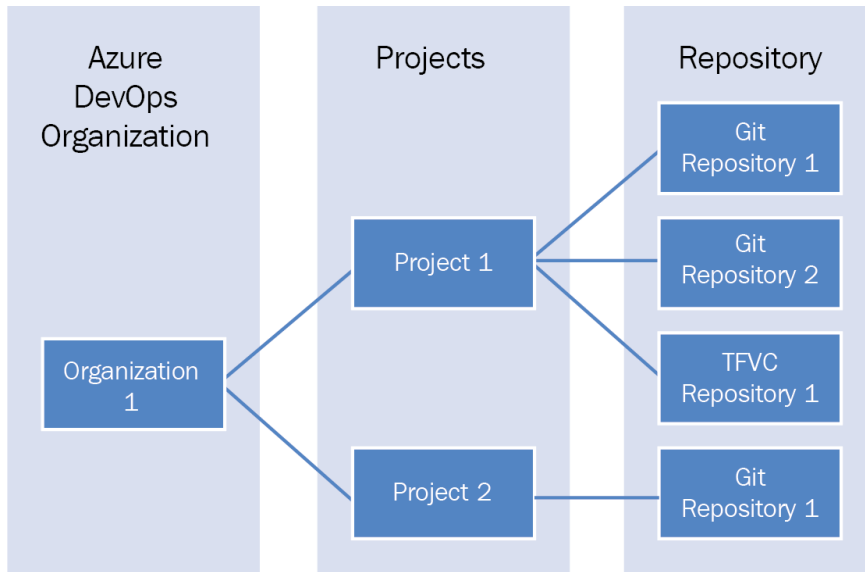 Azure
DevOps
Organization
Projects
Repository
Organization
1
Project 1
Project 2
Git
Repository 1
Git
Repository 2
TFVC
Repository 1
Git
Repository 1